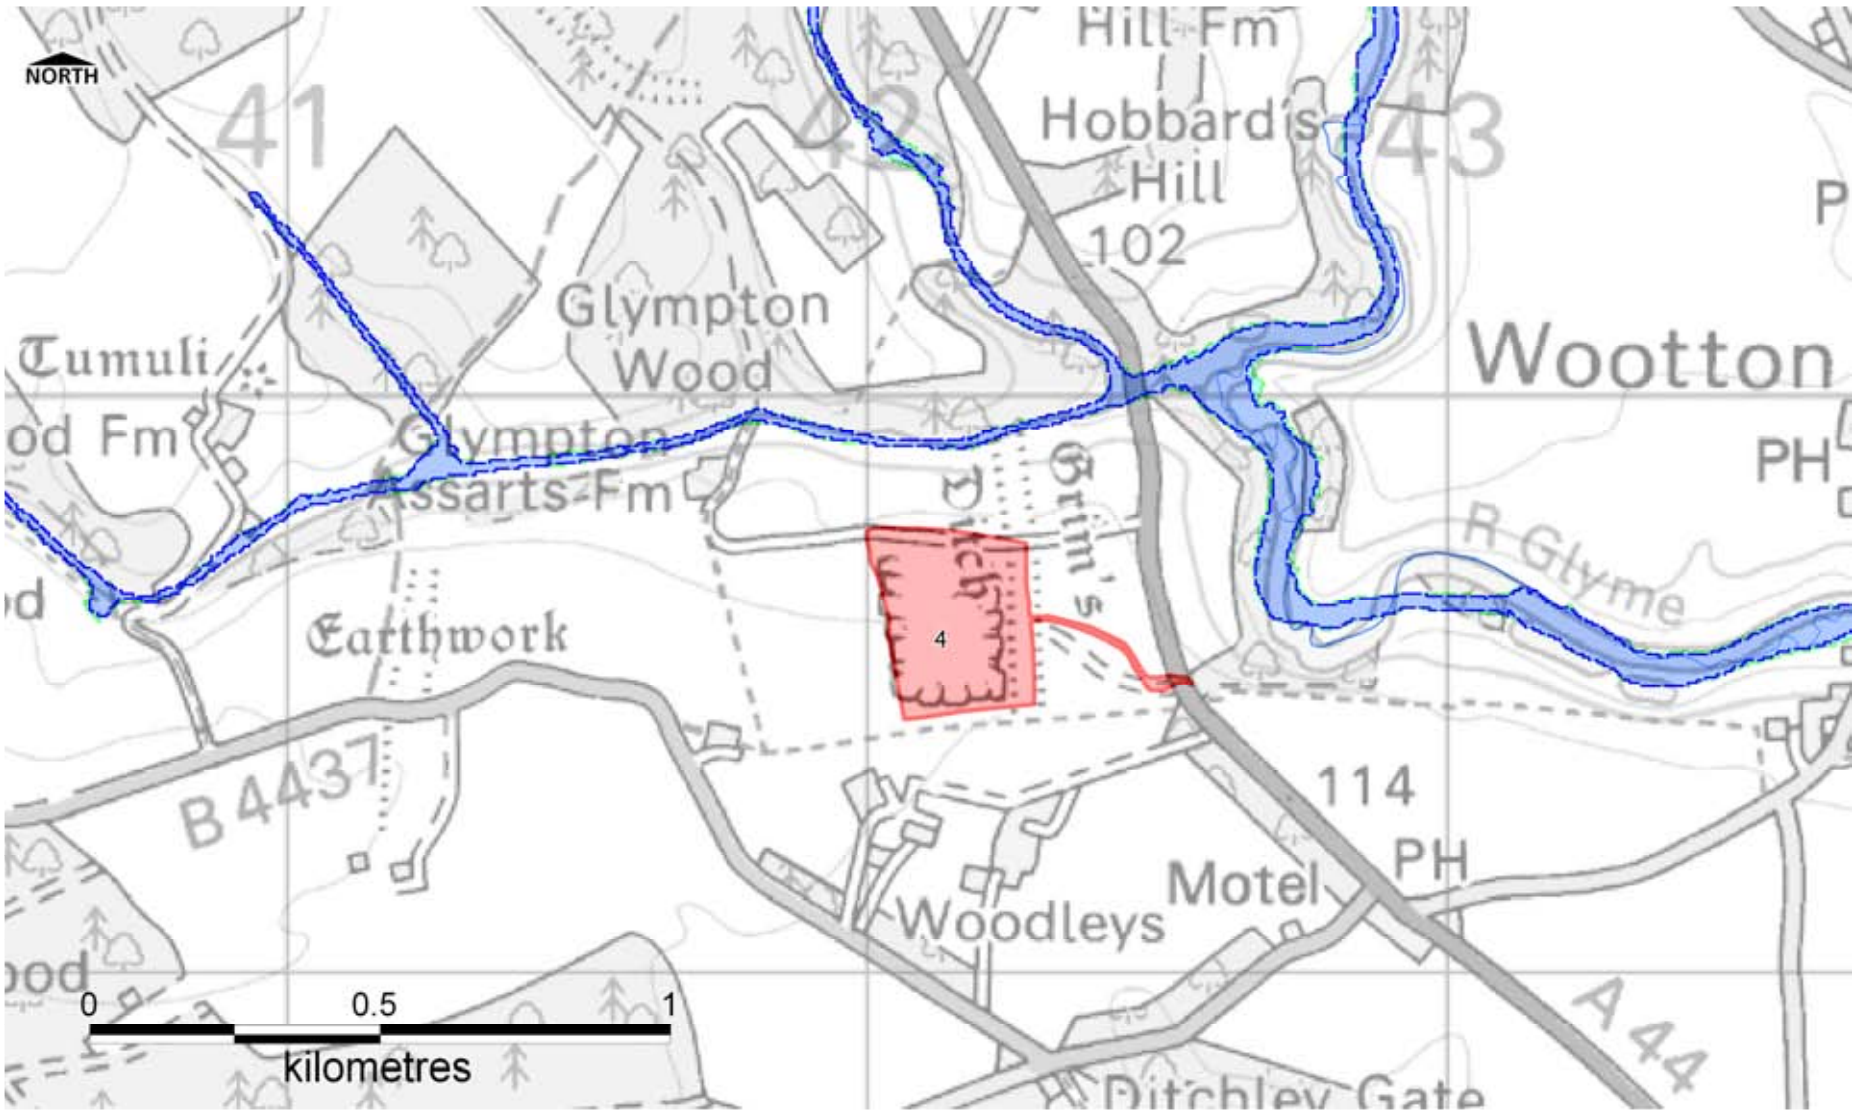 NORTH
41
42
43
Hill Fm
Hobbard's
Hill
102
P
Glympton
Wood
Tumuli
Wootton
od Fm
Glympton
Assarts Fm
PH
Grim's
Ditch
R Glyme
d
Earthwork
4
B 4437
114
PH
Motel
Woodleys
ood
A 44
0 0.5 1
kilometres
Ditchley Gate